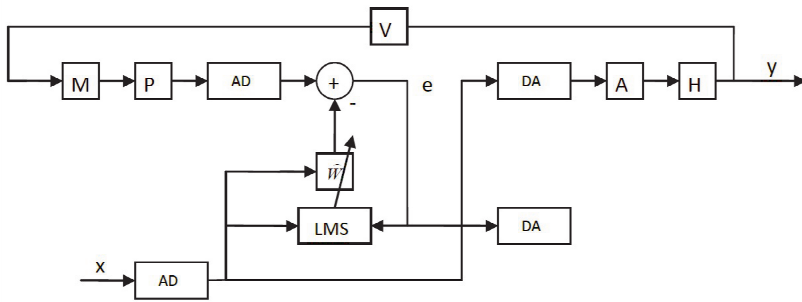 V
M P AD + e DA A H y
-
Ŵ
LMS DA
x AD